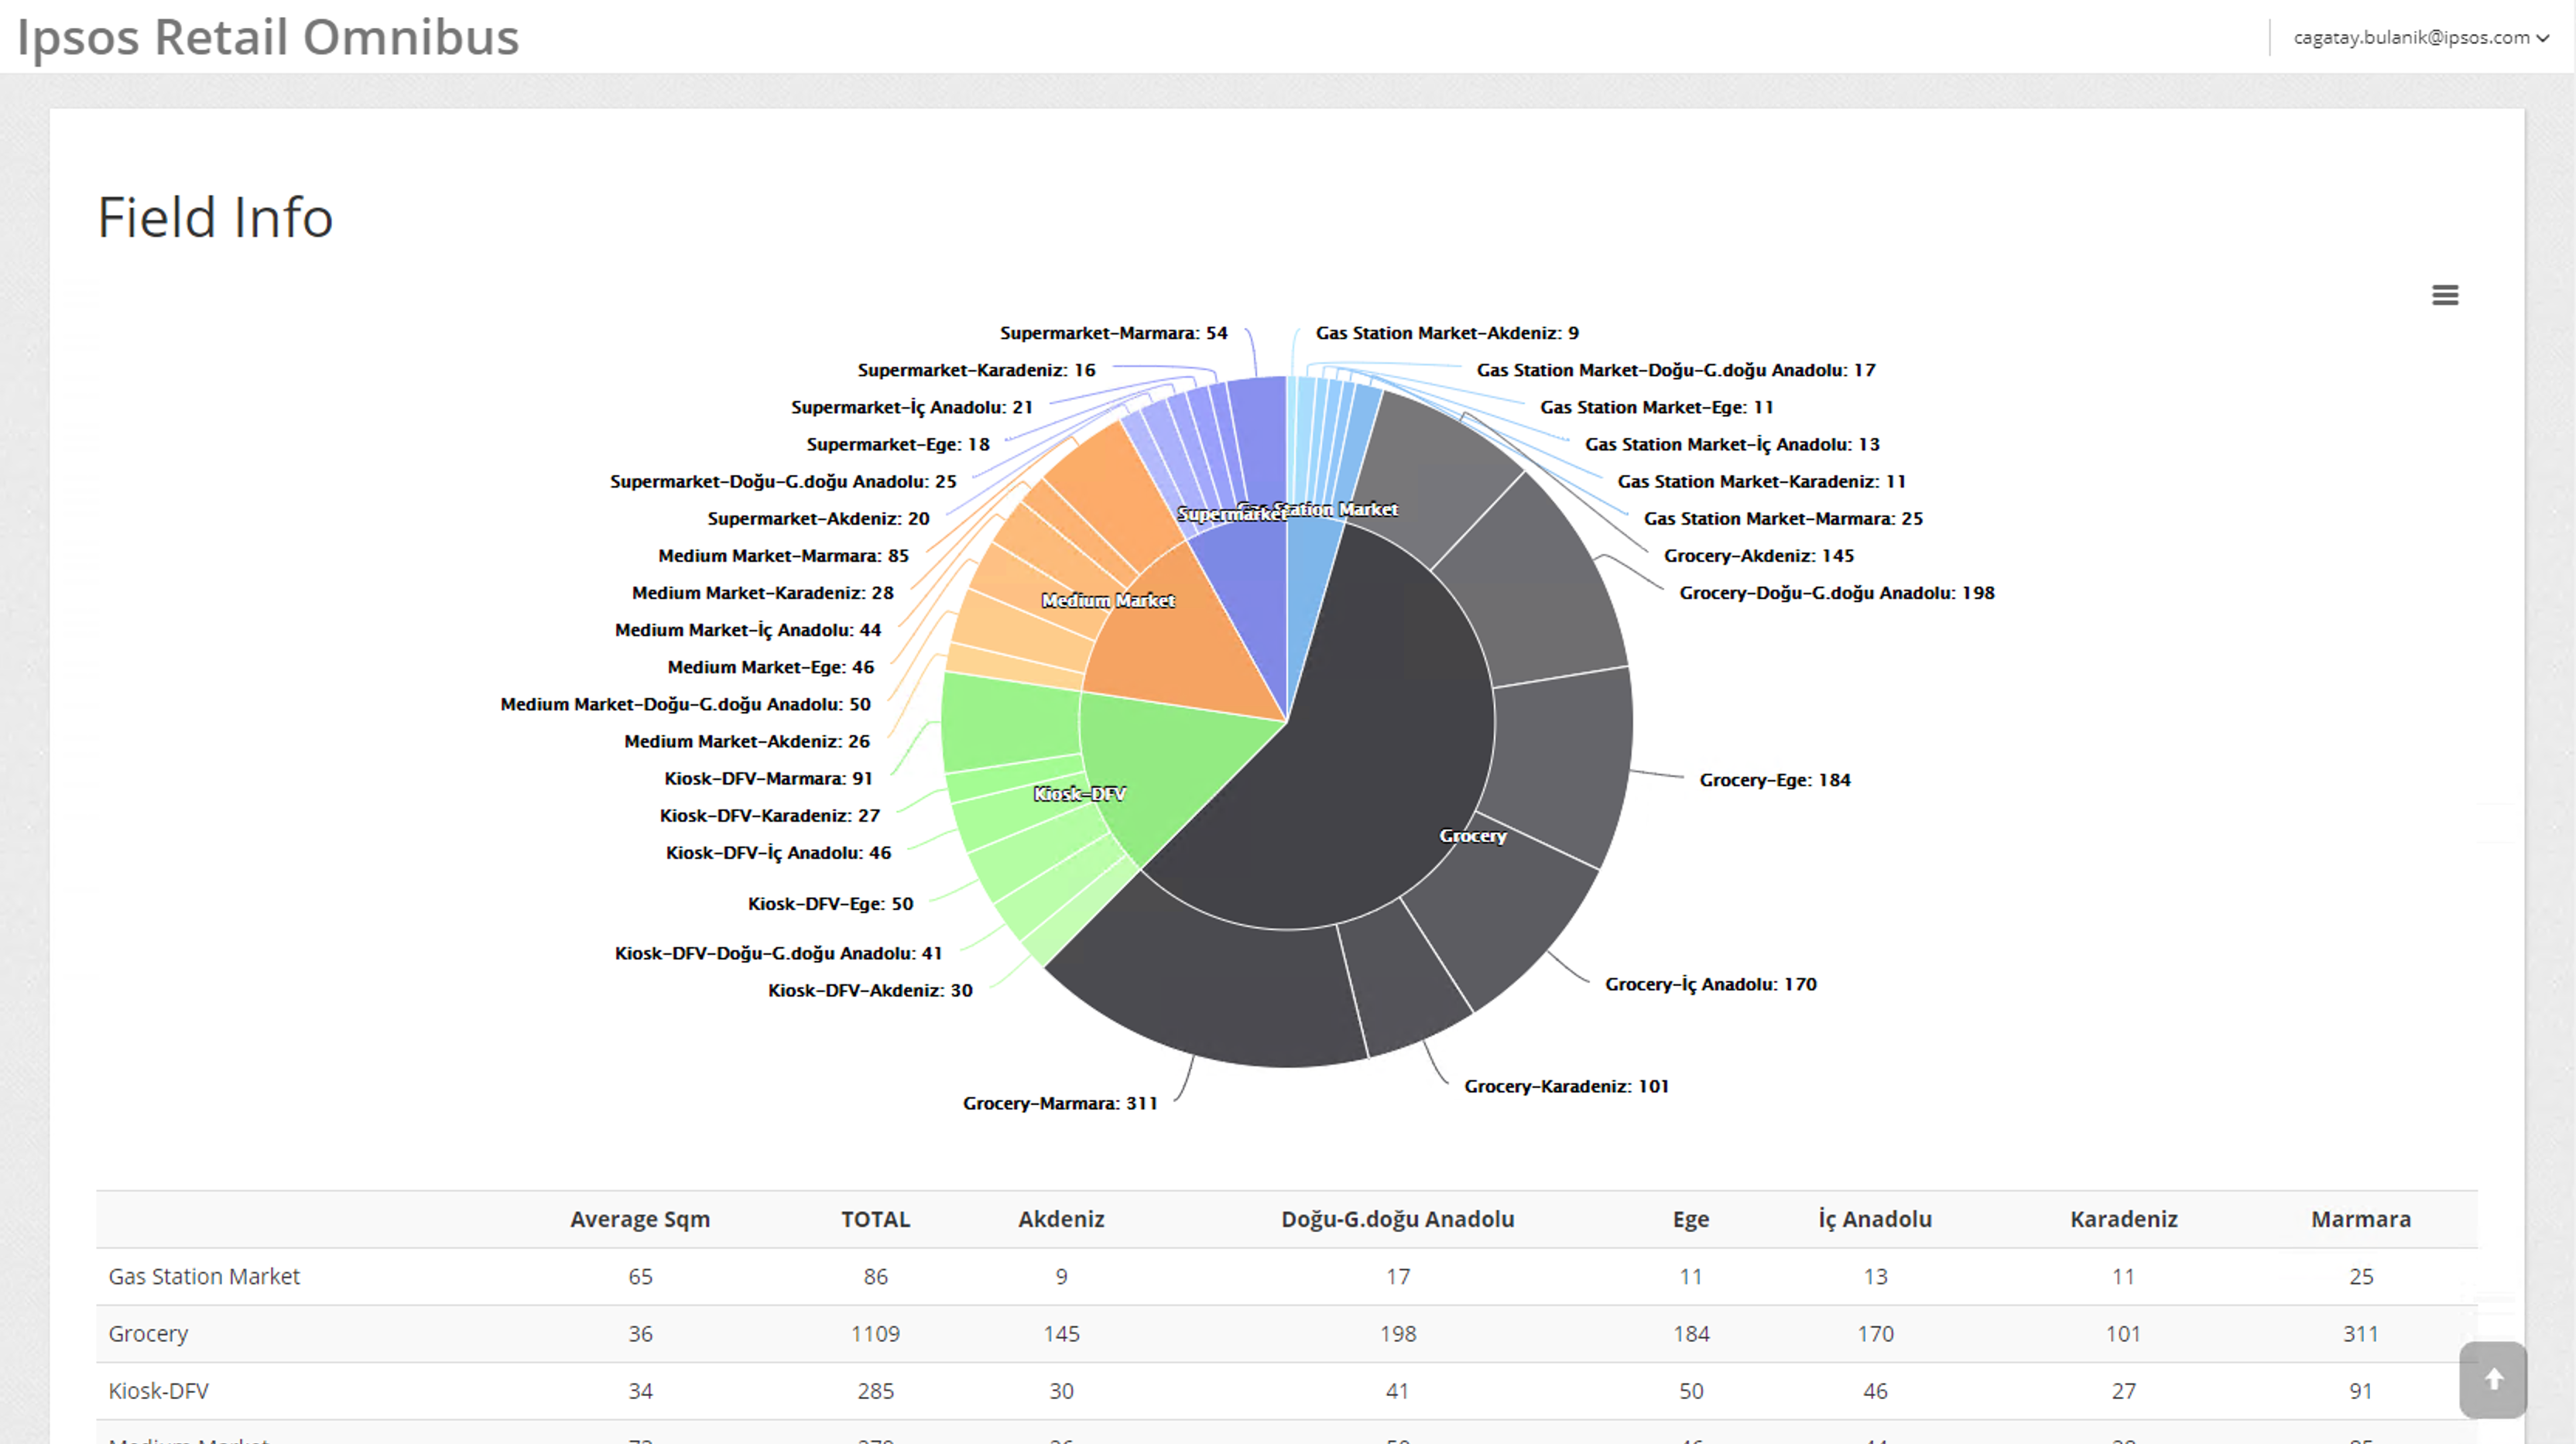 Ipsos Retail Omnibus
cagatay.bulanik@ipsos.com
Field Info
Supermarket-Marmara: 54
Gas Station Market-Akdeniz: 9
Supermarket-Karadeniz: 16
Gas Station Market-Doğu-G.doğu Anadolu: 17
Supermarket-İç Anadolu: 21
Gas Station Market-Ege: 11
Supermarket-Ege: 18
Gas Station Market-İç Anadolu: 13
Supermarket-Doğu-G.doğu Anadolu: 25
Gas Station Market-Karadeniz: 11
Supermarket-Akdeniz: 20
Gas Station Market-Marmara: 25
Supermarket
Gas Station Market
Medium Market-Marmara: 85
Grocery-Akdeniz: 145
Medium Market-Karadeniz: 28
Grocery-Doğu-G.doğu Anadolu: 198
Medium Market
Medium Market-İç Anadolu: 44
Medium Market-Ege: 46
Medium Market-Doğu-G.doğu Anadolu: 50
Medium Market-Akdeniz: 26
Kiosk-DFV-Marmara: 91
Grocery-Ege: 184
Kiosk-DFV
Kiosk-DFV-Karadeniz: 27
Grocery
Kiosk-DFV-İç Anadolu: 46
Kiosk-DFV-Ege: 50
Kiosk-DFV-Doğu-G.doğu Anadolu: 41
Kiosk-DFV-Akdeniz: 30
Grocery-İç Anadolu: 170
Grocery-Karadeniz: 101
Grocery-Marmara: 311
Average Sqm TOTAL Akdeniz Doğu-G.doğu Anadolu Ege İç Anadolu Karadeniz Marmara
Gas Station Market 65 86 9 17 11 13 11 25
Grocery 36 1109 145 198 184 170 101 311
Kiosk-DFV 34 285 30 41 50 46 27 91